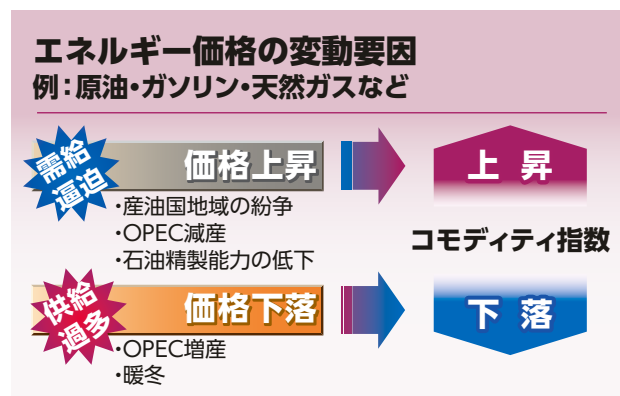 エネルギー価格の変動要因
例：原油・ガソリン・天然ガスなど
需給
逼迫
価格上昇
・産油国地域の紛争
・OPEC減産
・石油精製能力の低下
上昇
コモディティ指数
供給
過多
価格下落
・OPEC増産
・暖冬
下落